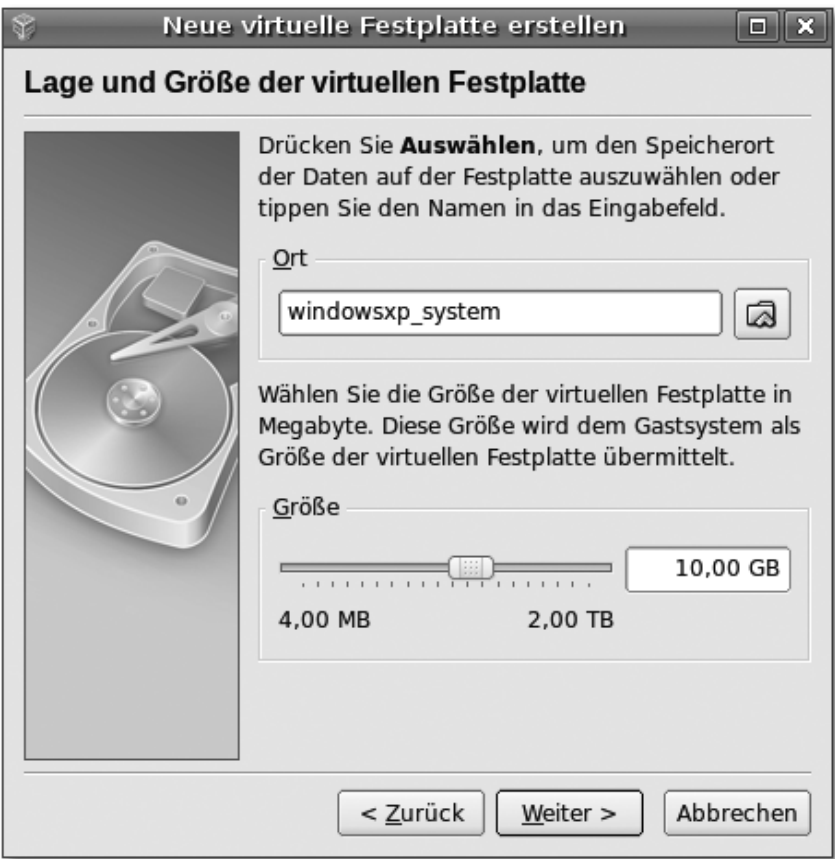 Neue virtuelle Festplatte erstellen
Lage und Größe der virtuellen Festplatte
Drücken Sie Auswählen, um den Speicherort
der Daten auf der Festplatte auszuwählen oder
tippen Sie den Namen in das Eingabefeld.
Ort
windowsxp_system
Wählen Sie die Größe der virtuellen Festplatte in
Megabyte. Diese Größe wird dem Gastsystem als
Größe der virtuellen Festplatte übermittelt.
Größe
10,00 GB
4,00 MB 2,00 TB
< Zurück Weiter > Abbrechen